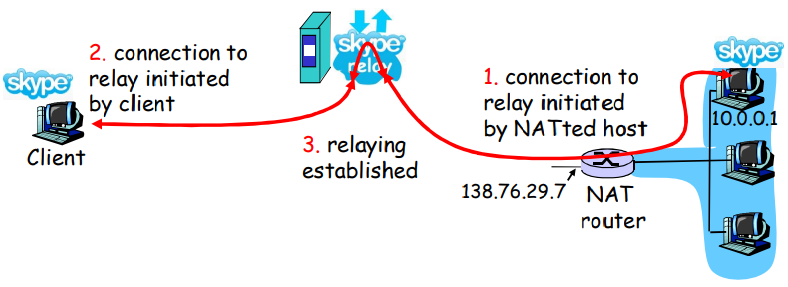 skype
2. connection to
relay initiated
by client
Client
skype
relay
3. relaying
established
1. connection to
relay initiated
by NATted host
138.76.29.7
NAT
router
skype
10.0.0.1